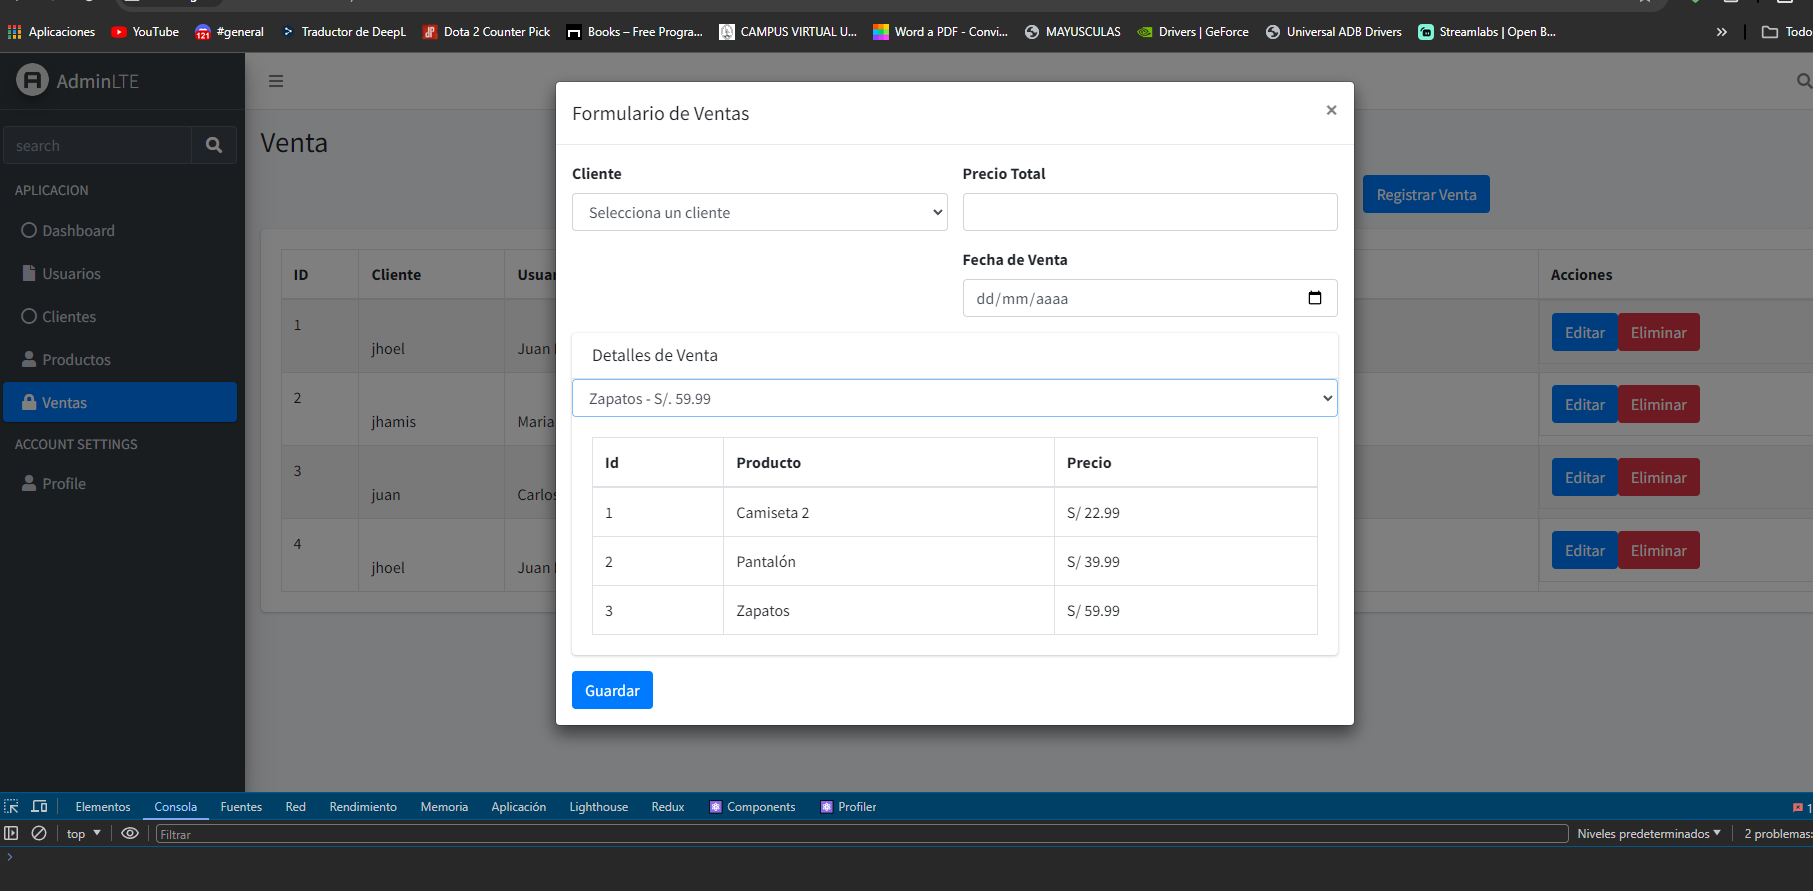 Aplicaciones YouTube #general Traductor de DeepL Dota 2 Counter Pick Books – Free Progra... CAMPUS VIRTUAL U... Word a PDF - Convi... MAYUSCULAS Drivers | GeForce Universal ADB Drivers Streamlabs | Open B... » Todo
AdminLTE
search
APLICACION
Dashboard
Usuarios
Clientes
Productos
Ventas
ACCOUNT SETTINGS
Profile
Venta
Registrar Venta
ID Cliente Usuar Acciones
1 jhoel Juan Editar Eliminar
2 jhamis Maria Editar Eliminar
3 juan Carlos Editar Eliminar
4 jhoel Juan Editar Eliminar
Formulario de Ventas ×
Cliente Precio Total
Selecciona un cliente
Fecha de Venta
dd/mm/aaaa
Detalles de Venta
Zapatos - S/. 59.99
Id Producto Precio
1 Camiseta 2 S/ 22.99
2 Pantalón S/ 39.99
3 Zapatos S/ 59.99
Guardar
Elementos Consola Fuentes Red Rendimiento Memoria Aplicación Lighthouse Redux Components Profiler 1
top Filtrar Niveles predeterminados 2 problemas: